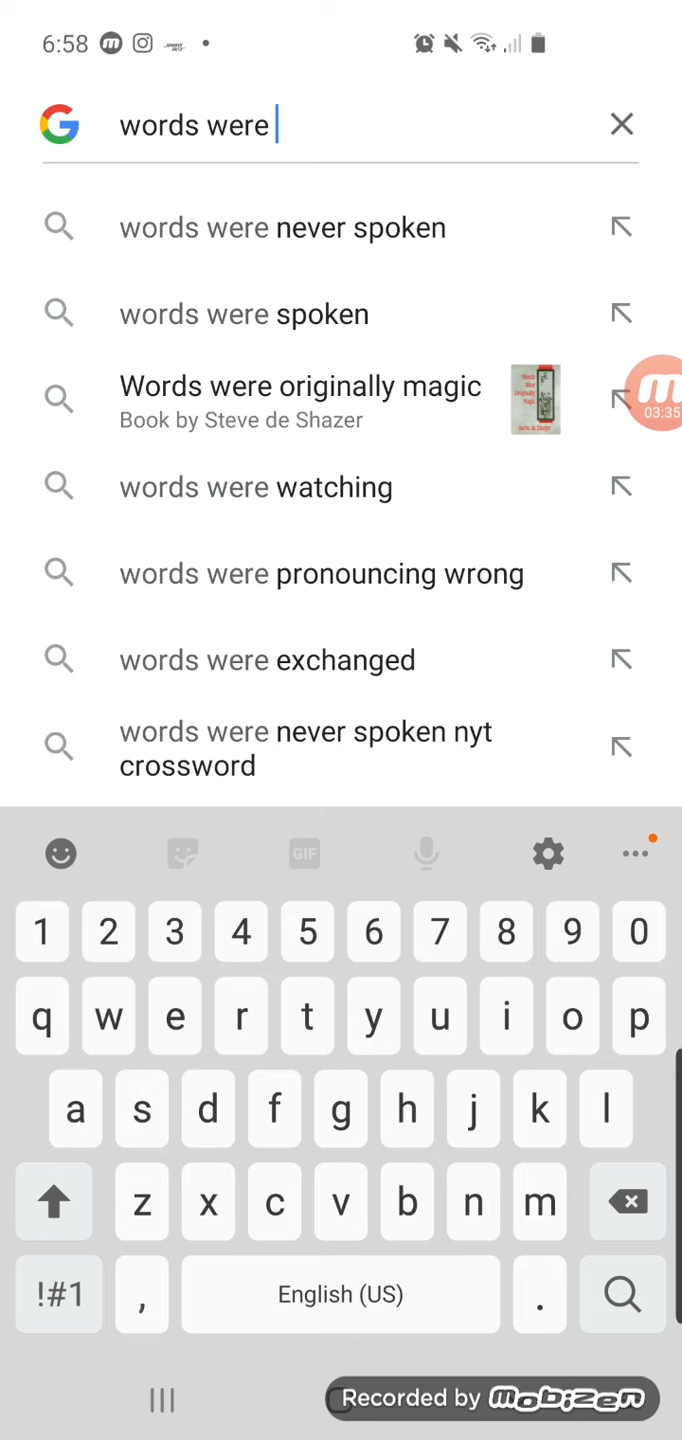 6:58
words were
words were never spoken
words were spoken
Words were originally magic
Book by Steve de Shazer
03:35
words were watching
words were pronouncing wrong
words were exchanged
words were never spoken nyt
crossword
GIF
1 2 3 4 5 6 7 8 9 0
q w e r t y u i o p
a s d f g h j k l
z x c v b n m
!#1 , English (US) .
Recorded by mobizen